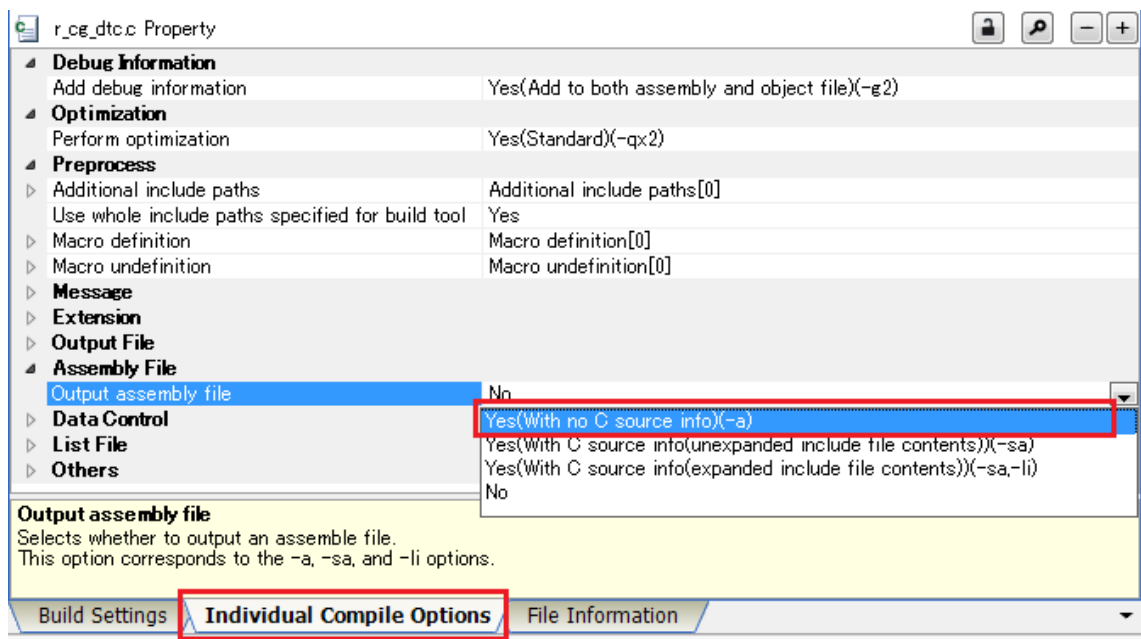 r_cg_dtc.c Property
Debug Information
Add debug information Yes(Add to both assembly and object file)(-g2)
Optimization
Perform optimization Yes(Standard)(-qx2)
Preprocess
Additional include paths Additional include paths[0]
Use whole include paths specified for build tool Yes
Macro definition Macro definition[0]
Macro undefinition Macro undefinition[0]
Message
Extension
Output File
Assembly File
Output assembly file No
Data Control Yes(With no C source info)(-a)
List File Yes(With C source info(unexpanded include file contents))(-sa)
Others Yes(With C source info(expanded include file contents))(-sa,-li)
No
Output assembly file
Selects whether to output an assemble file.
This option corresponds to the -a, -sa, and -li options.
Build Settings Individual Compile Options File Information